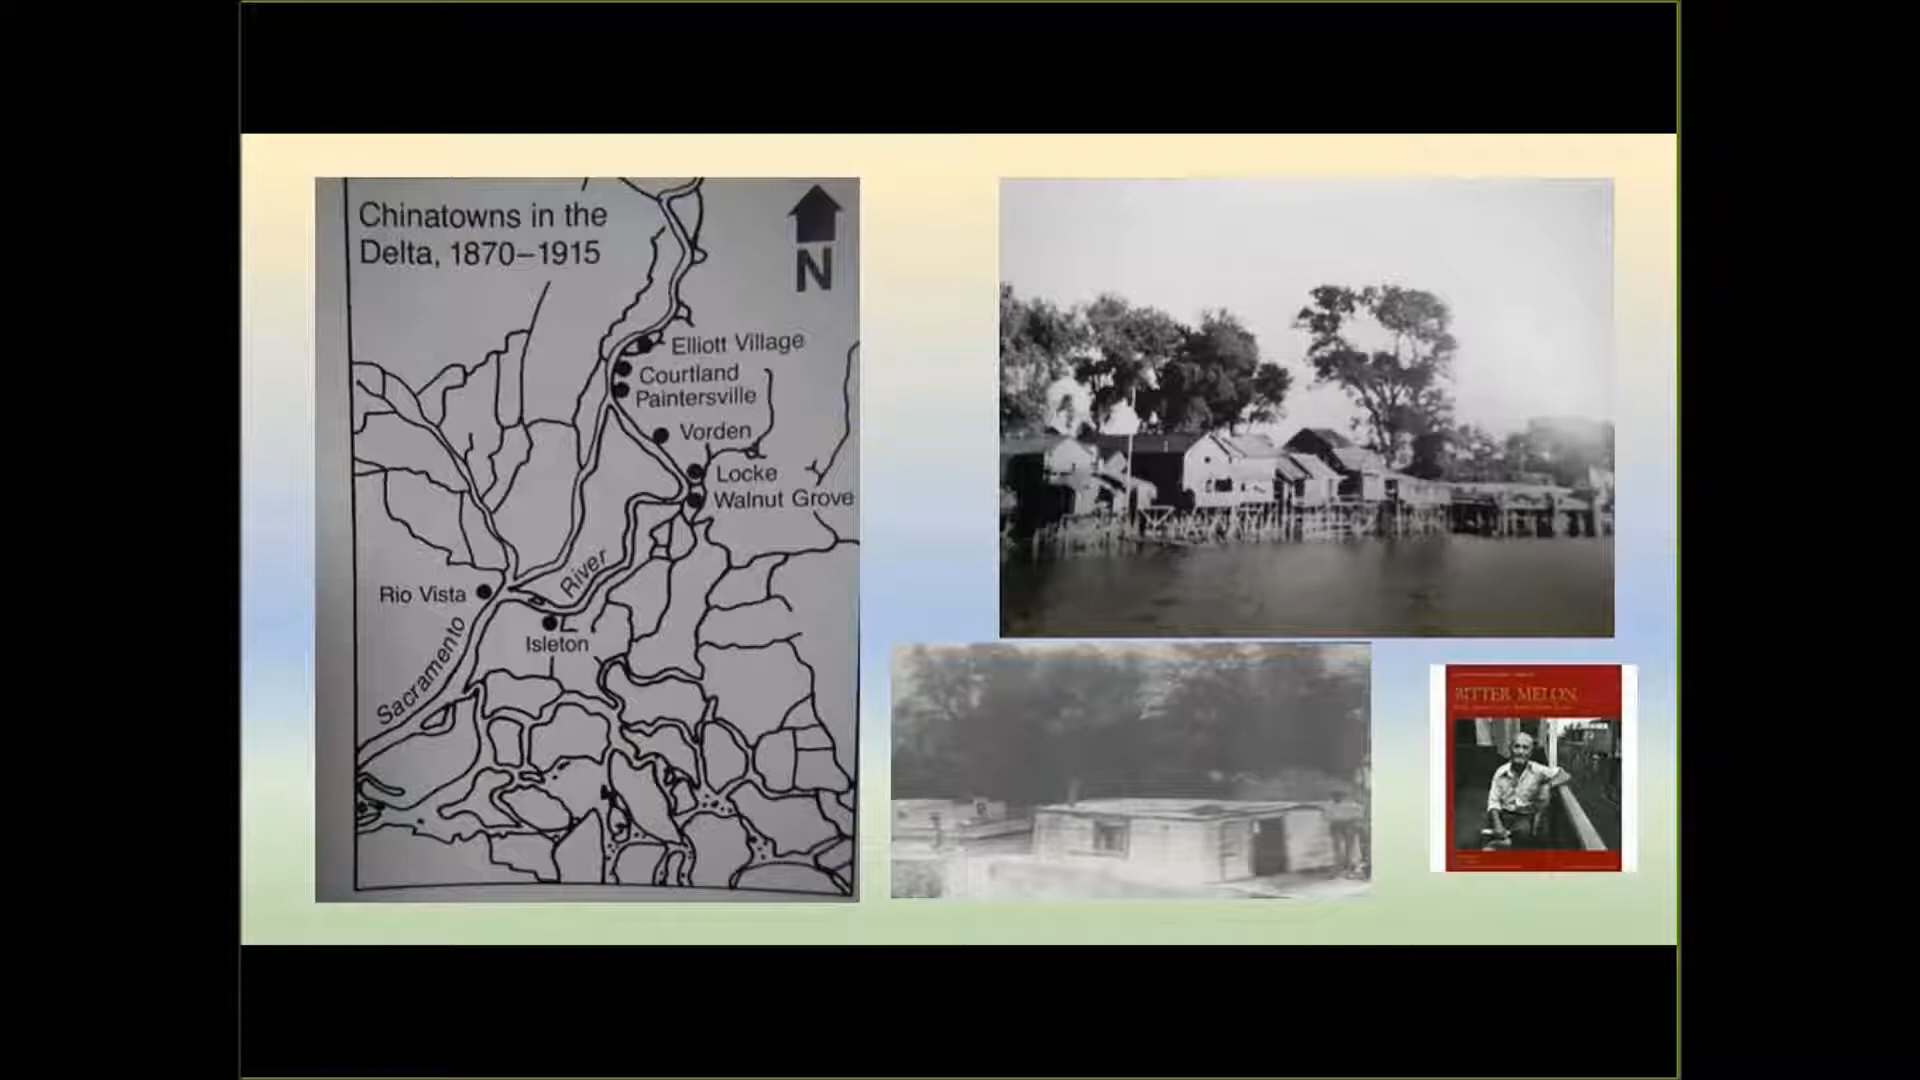 Chinatowns in the
Delta, 1870–1915
N
Elliott Village
Courtland
Paintersville
Vorden
Locke
Walnut Grove
River
Rio Vista
Isleton
Sacramento
BITTER MELON